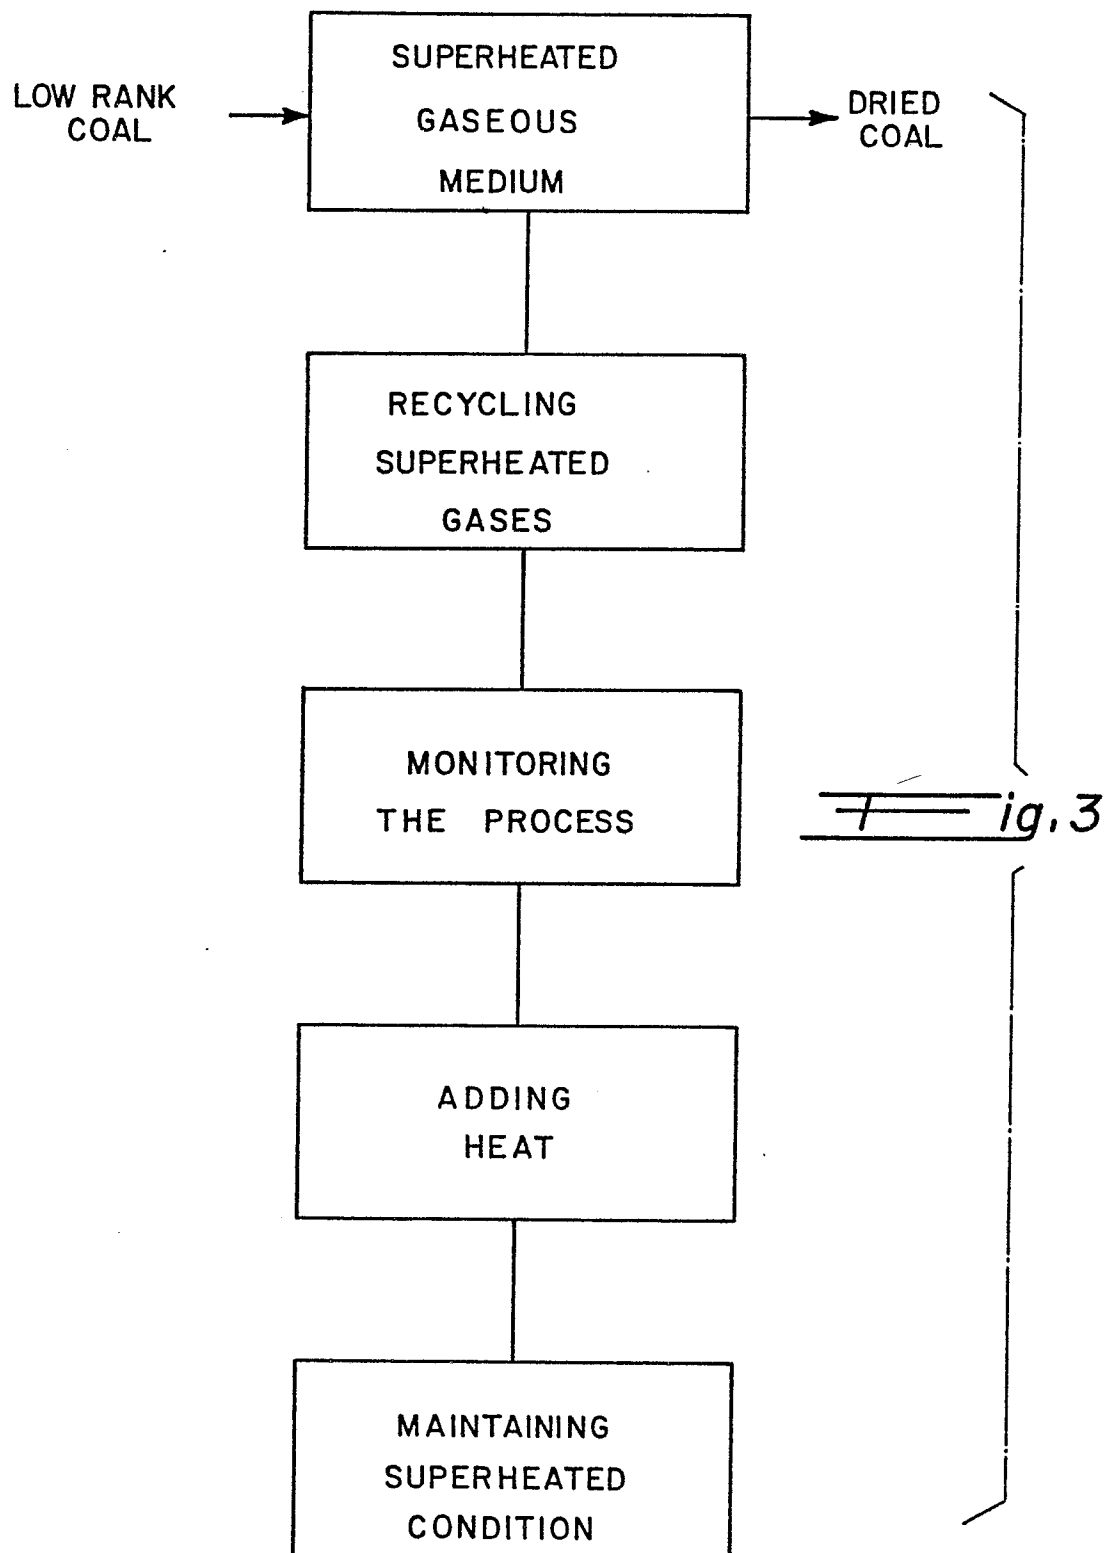 LOW RANK
COAL
SUPERHEATED
GASEOUS
MEDIUM
DRIED
COAL
RECYCLING
SUPERHEATED
GASES
MONITORING
THE PROCESS
Fig. 3
ADDING
HEAT
MAINTAINING
SUPERHEATED
CONDITION